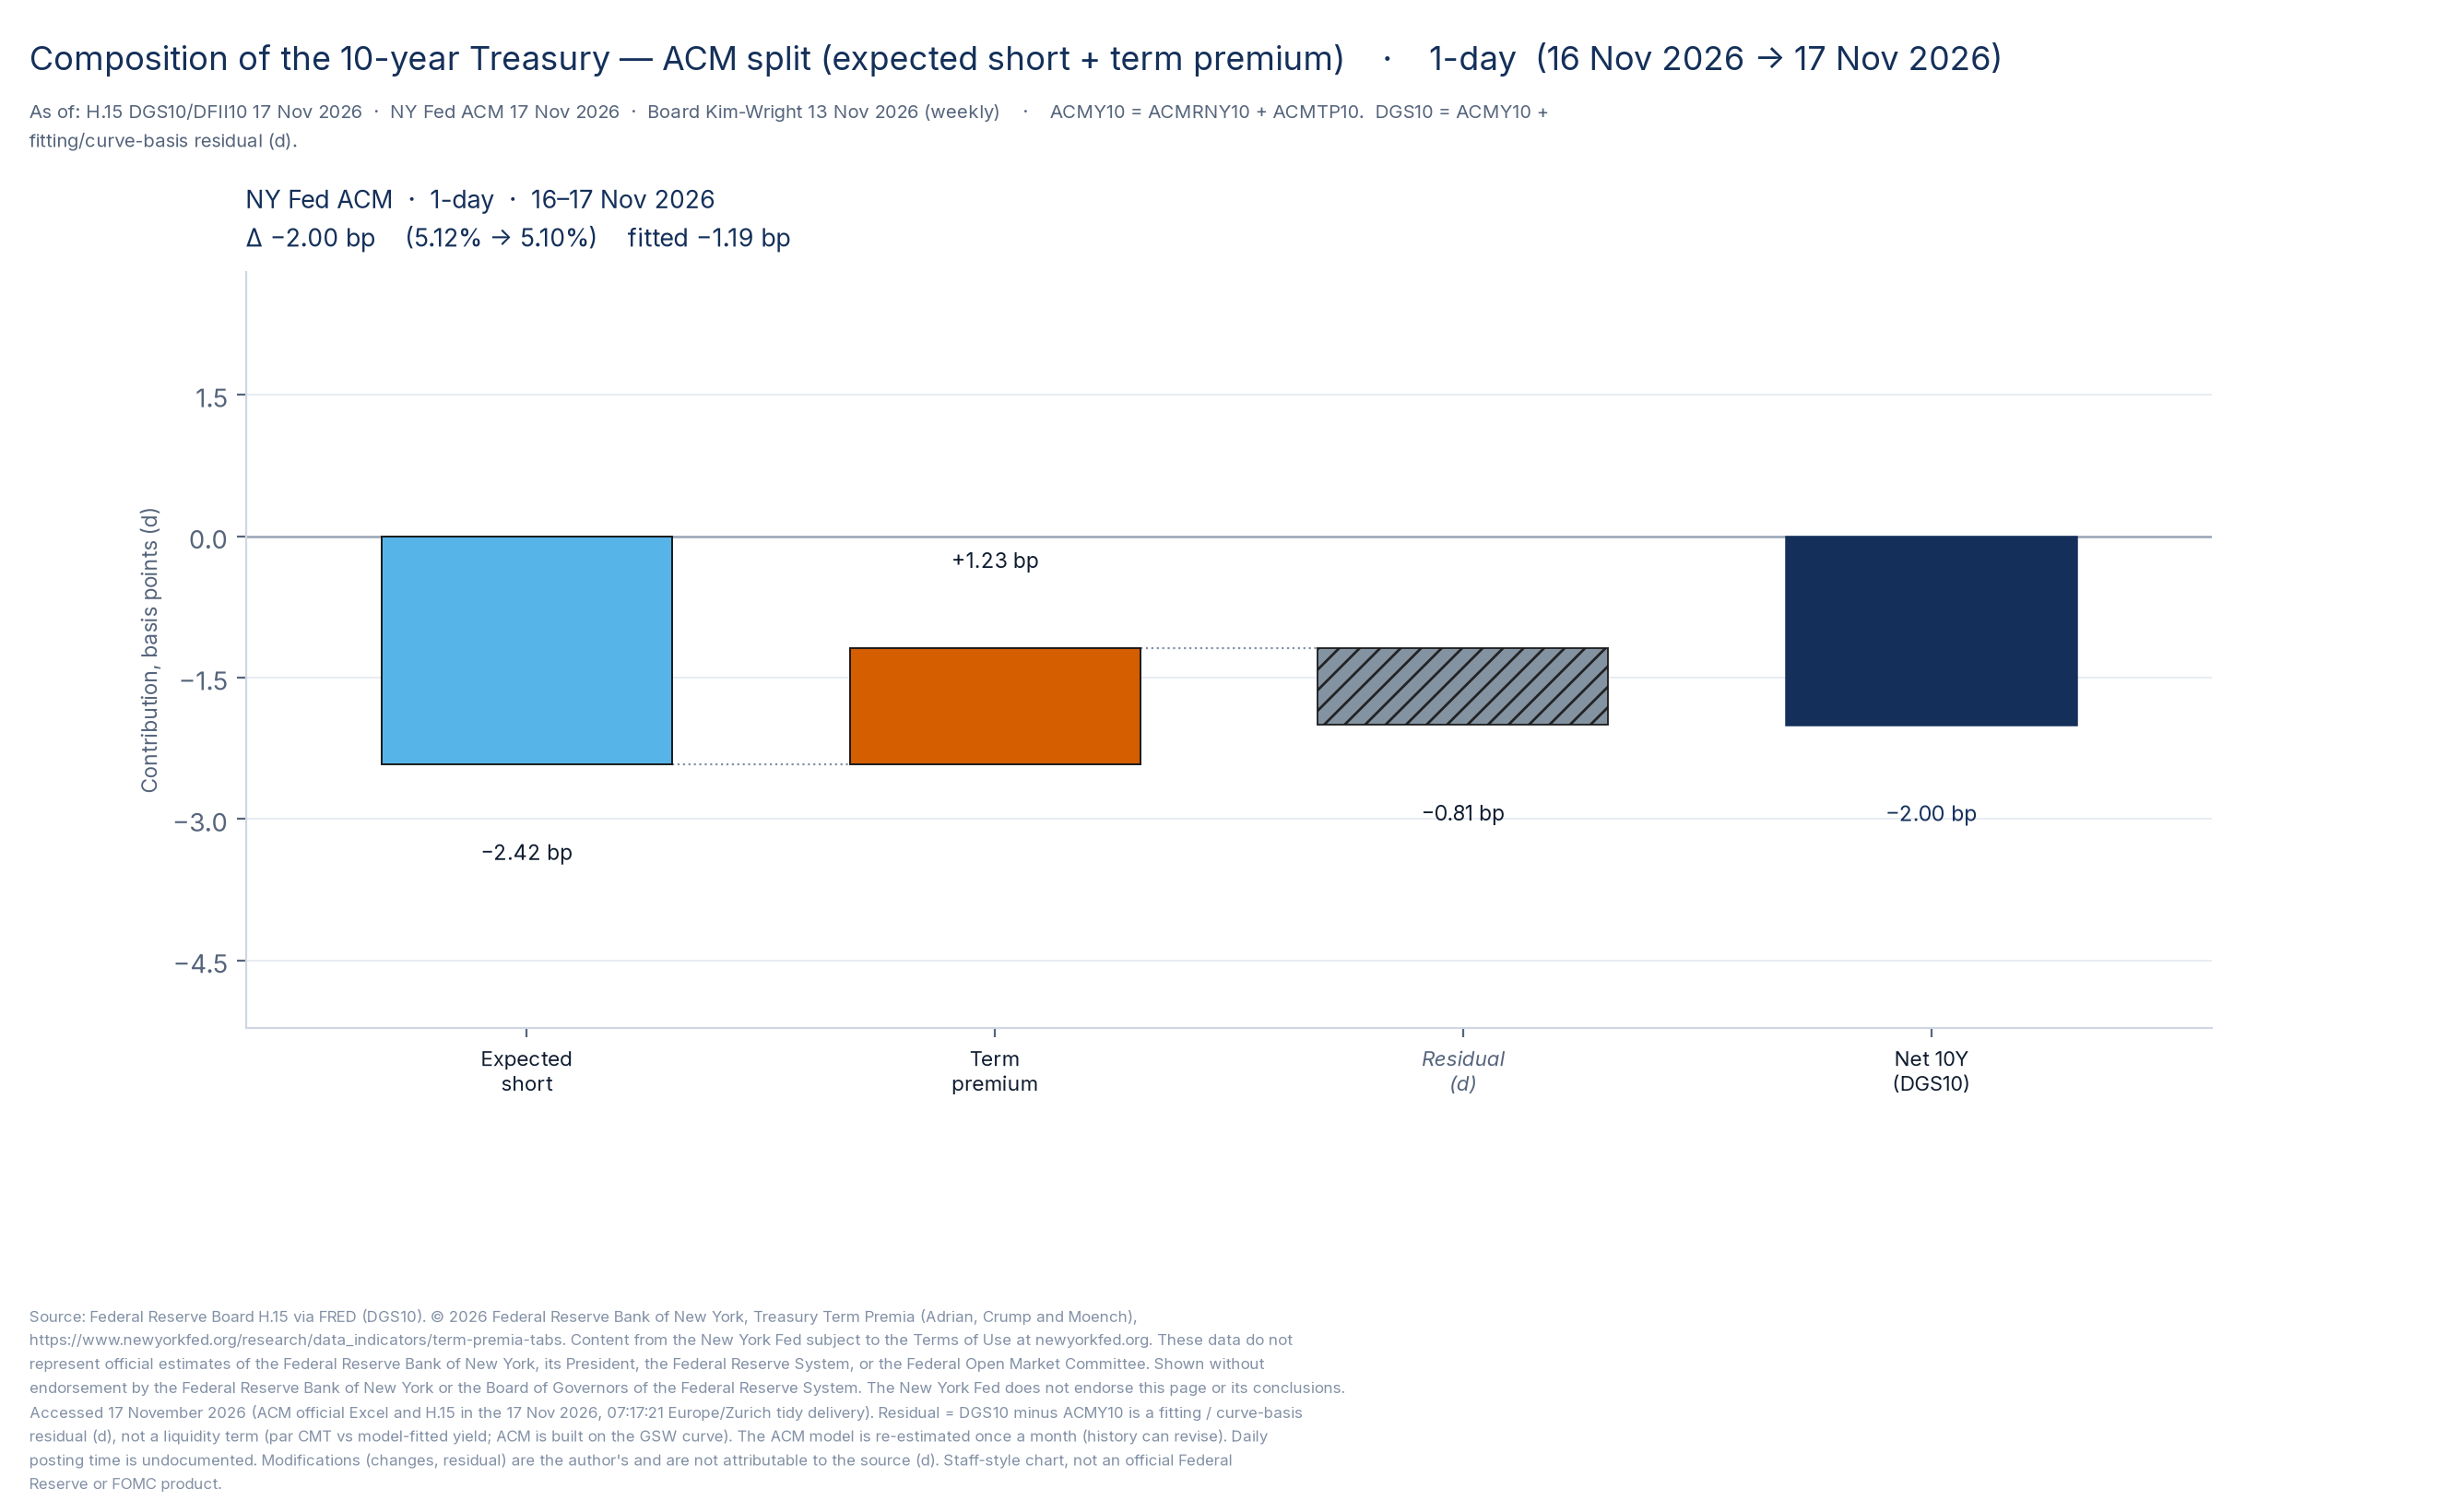 Composition of the 10-year Treasury — ACM split (expected short + term premium)   ·   1-day  (16 Nov 2026 → 17 Nov 2026)
As of: H.15 DGS10/DFII10 17 Nov 2026  ·  NY Fed ACM 17 Nov 2026  ·  Board Kim-Wright 13 Nov 2026 (weekly)   ·   ACMY10 = ACMRNY10 + ACMTP10.  DGS10 = ACMY10 +
fitting/curve-basis residual (d).
NY Fed ACM  ·  1-day  ·  16–17 Nov 2026
Δ −2.00 bp   (5.12% → 5.10%)   fitted −1.19 bp
Contribution, basis points (d)
1.5
0.0
−1.5
−3.0
−4.5
−2.42 bp
+1.23 bp
−0.81 bp
−2.00 bp
Expected
short
Term
premium
Residual
(d)
Net 10Y
(DGS10)
Source: Federal Reserve Board H.15 via FRED (DGS10). © 2026 Federal Reserve Bank of New York, Treasury Term Premia (Adrian, Crump and Moench),
https://www.newyorkfed.org/research/data_indicators/term-premia-tabs. Content from the New York Fed subject to the Terms of Use at newyorkfed.org. These data do not
represent official estimates of the Federal Reserve Bank of New York, its President, the Federal Reserve System, or the Federal Open Market Committee. Shown without
endorsement by the Federal Reserve Bank of New York or the Board of Governors of the Federal Reserve System. The New York Fed does not endorse this page or its conclusions.
Accessed 17 November 2026 (ACM official Excel and H.15 in the 17 Nov 2026, 07:17:21 Europe/Zurich tidy delivery). Residual = DGS10 minus ACMY10 is a fitting / curve-basis
residual (d), not a liquidity term (par CMT vs model-fitted yield; ACM is built on the GSW curve). The ACM model is re-estimated once a month (history can revise). Daily
posting time is undocumented. Modifications (changes, residual) are the author's and are not attributable to the source (d). Staff-style chart, not an official Federal
Reserve or FOMC product.